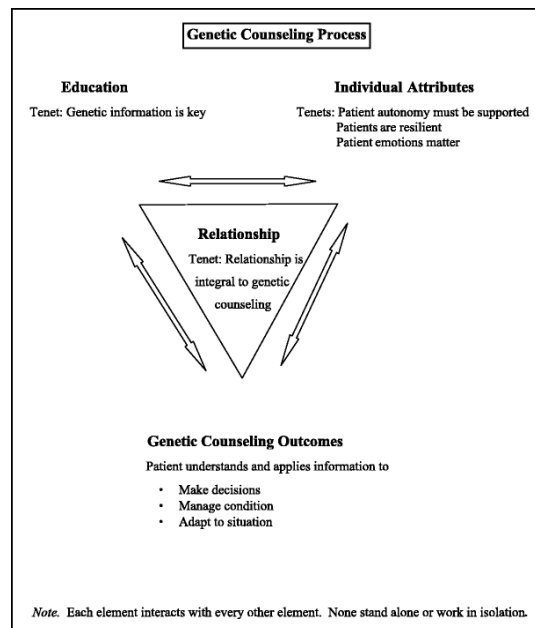 Genetic Counseling Process
Education
Tenet: Genetic information is key
Individual Attributes
Tenets: Patient autonomy must be supported
Patients are resilient
Patient emotions matter
Relationship
Tenet: Relationship is
integral to genetic
counseling
Genetic Counseling Outcomes
Patient understands and applies information to
• Make decisions
• Manage condition
• Adapt to situation
Note. Each element interacts with every other element. None stand alone or work in isolation.